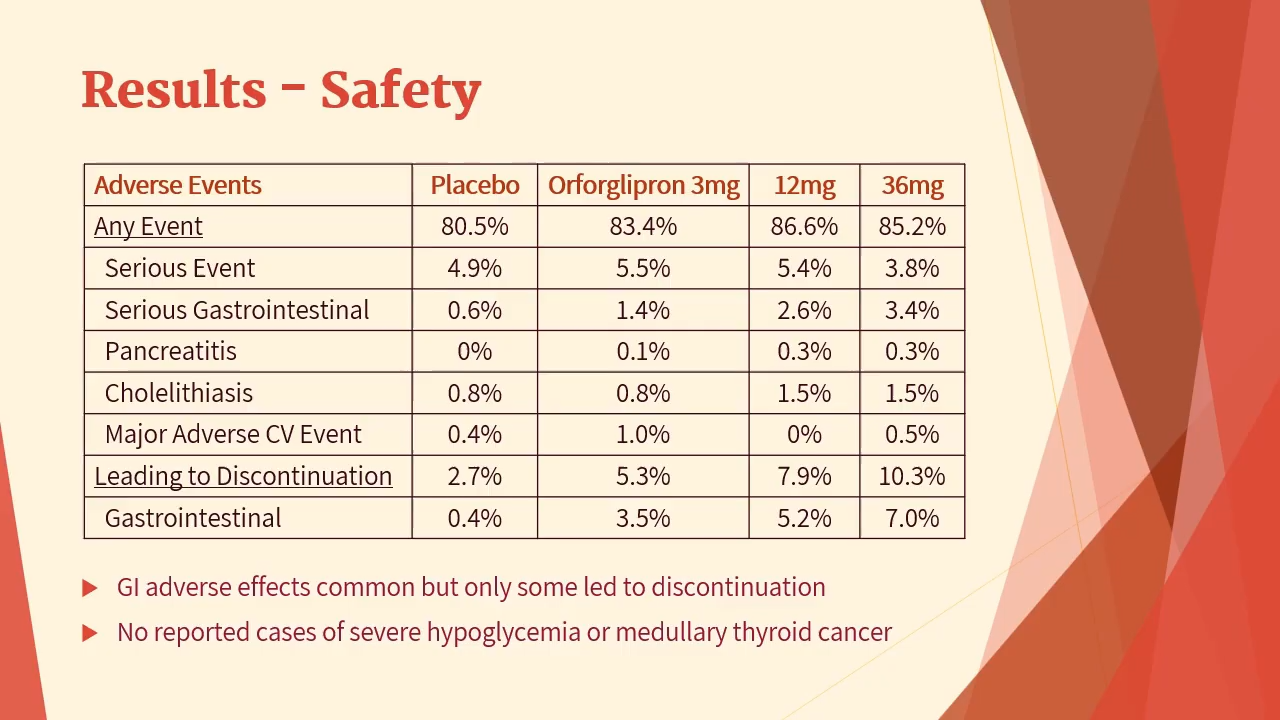 Results – Safety
Adverse Events Placebo Orforglipron 3mg 12mg 36mg
Any Event 80.5% 83.4% 86.6% 85.2%
Serious Event 4.9% 5.5% 5.4% 3.8%
Serious Gastrointestinal 0.6% 1.4% 2.6% 3.4%
Pancreatitis 0% 0.1% 0.3% 0.3%
Cholelithiasis 0.8% 0.8% 1.5% 1.5%
Major Adverse CV Event 0.4% 1.0% 0% 0.5%
Leading to Discontinuation 2.7% 5.3% 7.9% 10.3%
Gastrointestinal 0.4% 3.5% 5.2% 7.0%
GI adverse effects common but only some led to discontinuation
No reported cases of severe hypoglycemia or medullary thyroid cancer